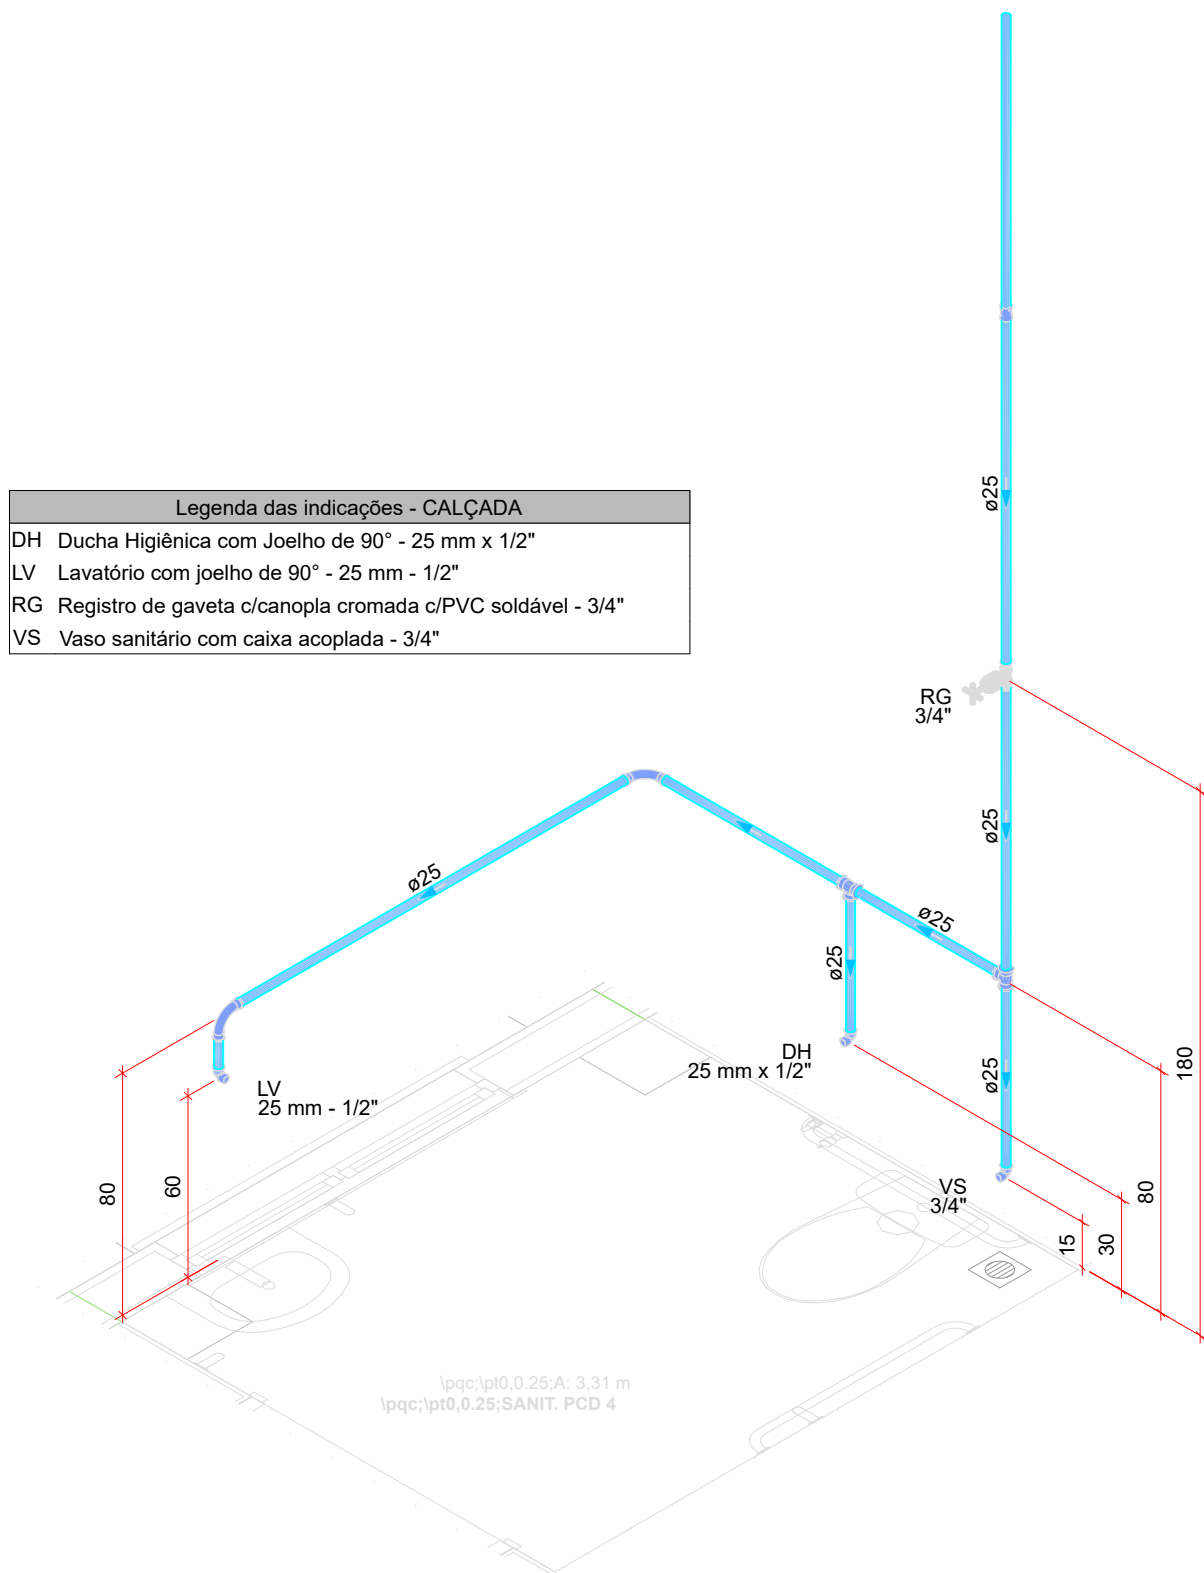 Legenda das indicações - CALÇADA
DH Ducha Higiênica com Joelho de 90° - 25 mm x 1/2"
LV Lavatório com joelho de 90° - 25 mm - 1/2"
RG Registro de gaveta c/canopla cromada c/PVC soldável - 3/4"
VS Vaso sanitário com caixa acoplada - 3/4"
ø25
RG
3/4"
ø25
ø25
ø25
ø25
ø25
DH
25 mm x 1/2"
LV
25 mm - 1/2"
VS
3/4"
80
60
15
30
80
180
\pqc;\pt0,0.25;A: 3,31 m
\pqc;\pt0,0.25;SANIT. PCD 4